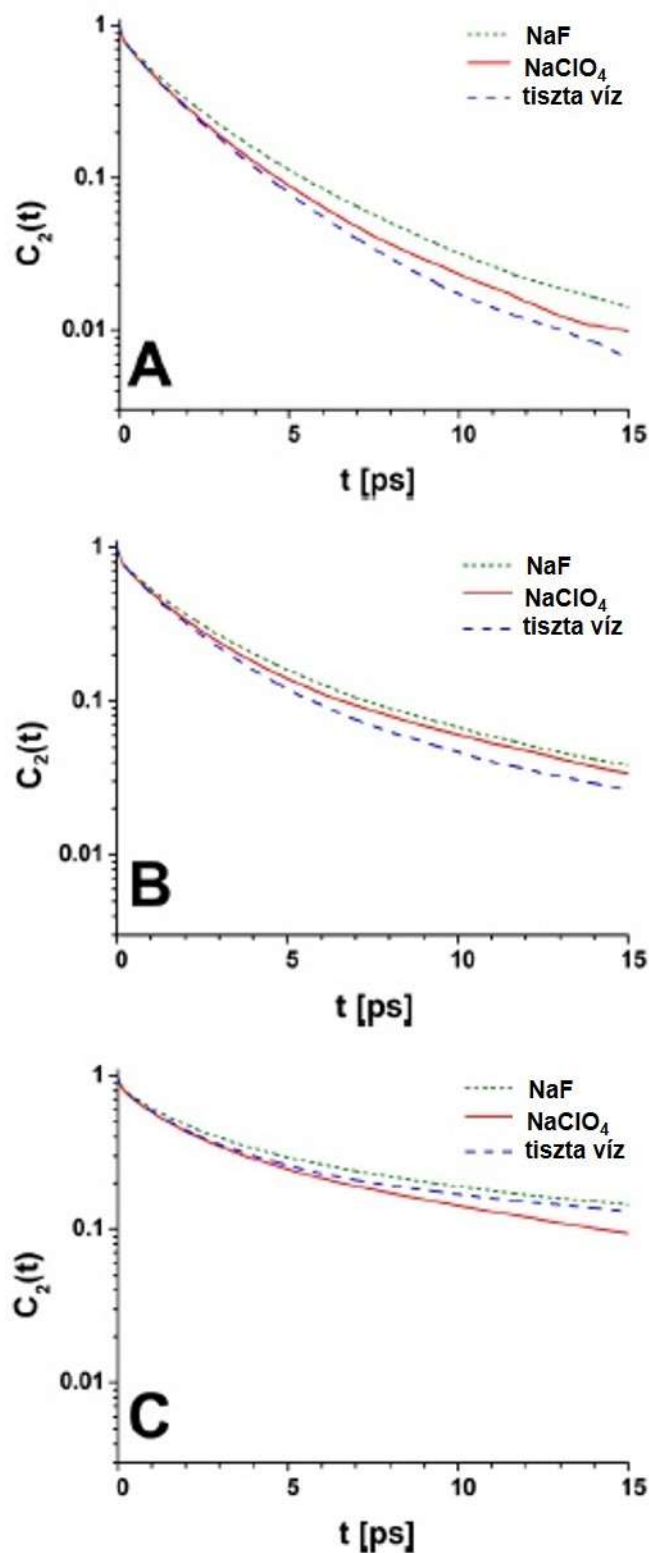 1
NaF
NaClO₄
tiszta víz
0.1
C₂(t)
0.01
A
0 5 10 15
t [ps]
1
NaF
NaClO₄
tiszta víz
0.1
C₂(t)
0.01
B
0 5 10 15
t [ps]
1
NaF
NaClO₄
tiszta víz
0.1
C₂(t)
0.01
C
0 5 10 15
t [ps]